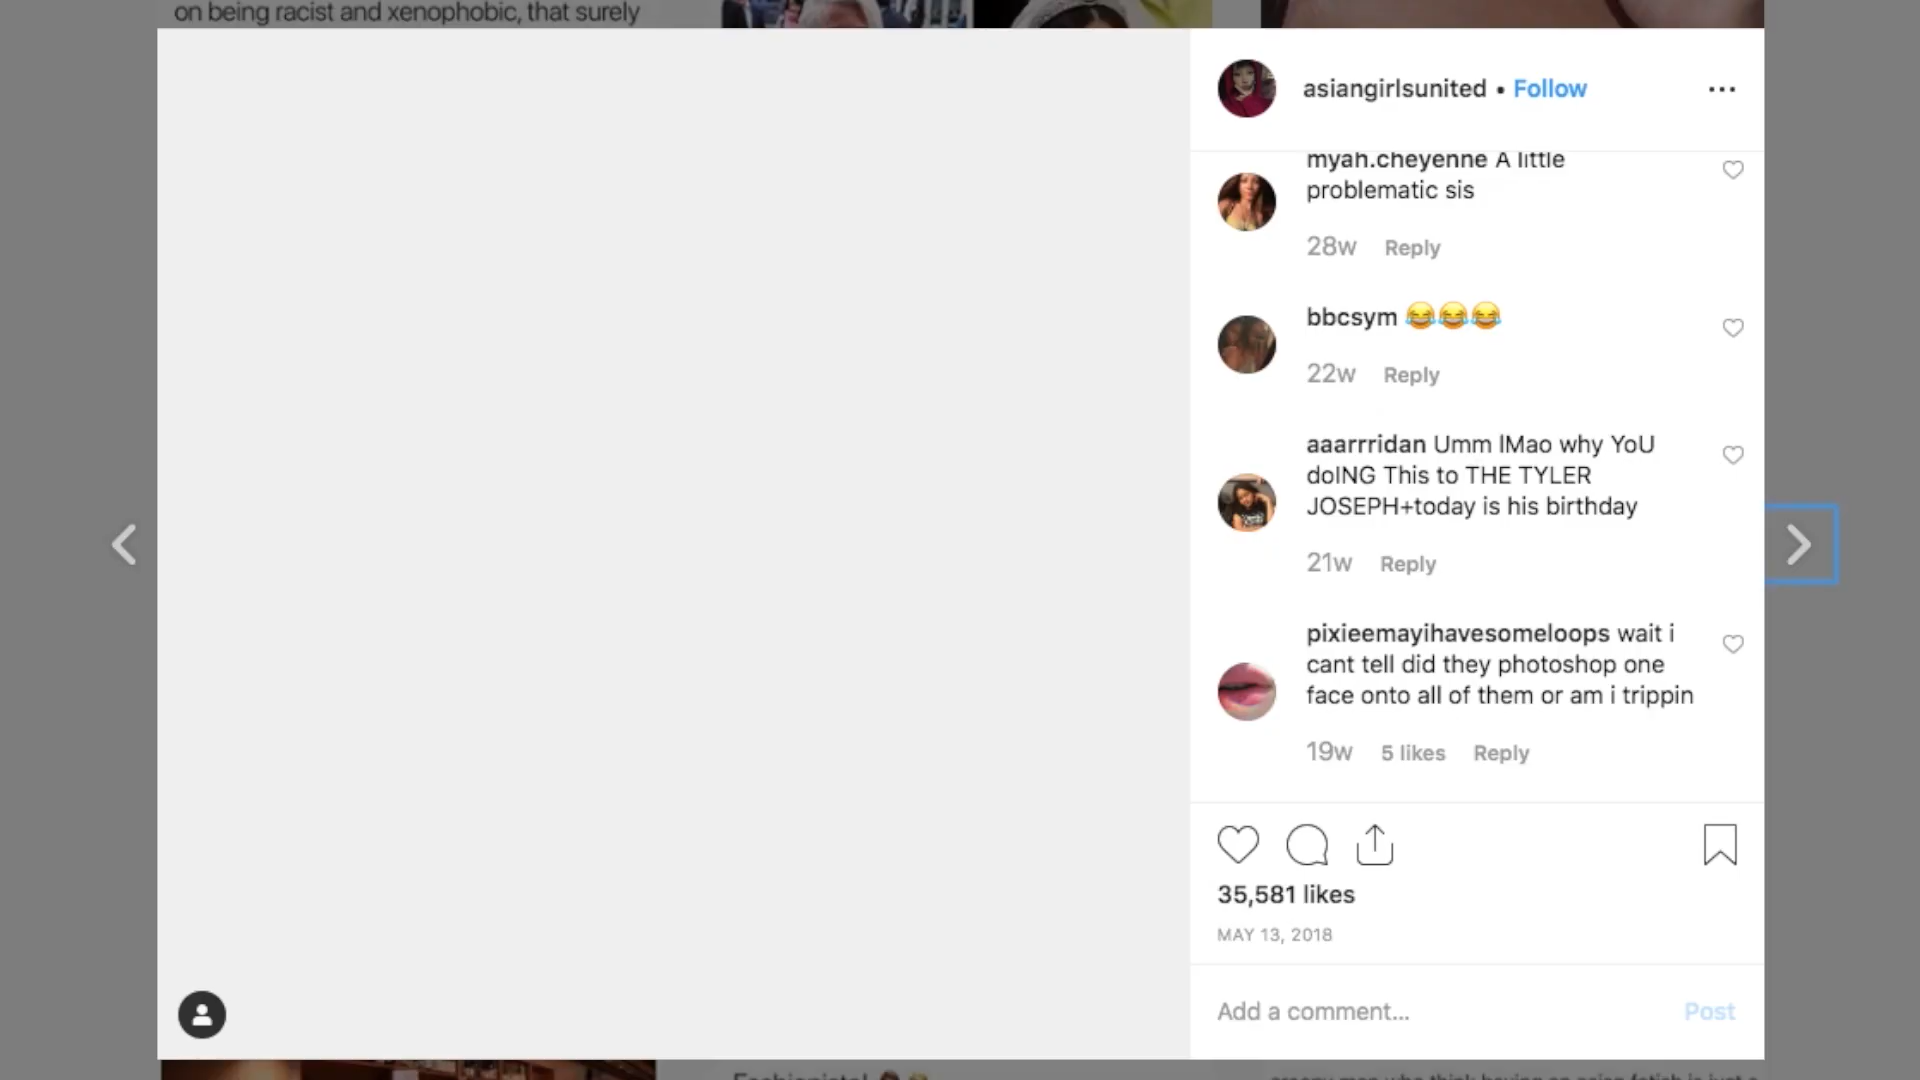 on being racist and xenophobic, that surely
asiangirlsunited • Follow
myah.cheyenne A little
problematic sis
28w Reply
bbcsym 😂😂😂
22w Reply
aaarrridan Umm lMao why YoU
doING This to THE TYLER
JOSEPH+today is his birthday
21w Reply
pixieemayihavesomeloops wait i
cant tell did they photoshop one
face onto all of them or am i trippin
19w 5 likes Reply
35,581 likes
MAY 13, 2018
Add a comment... Post